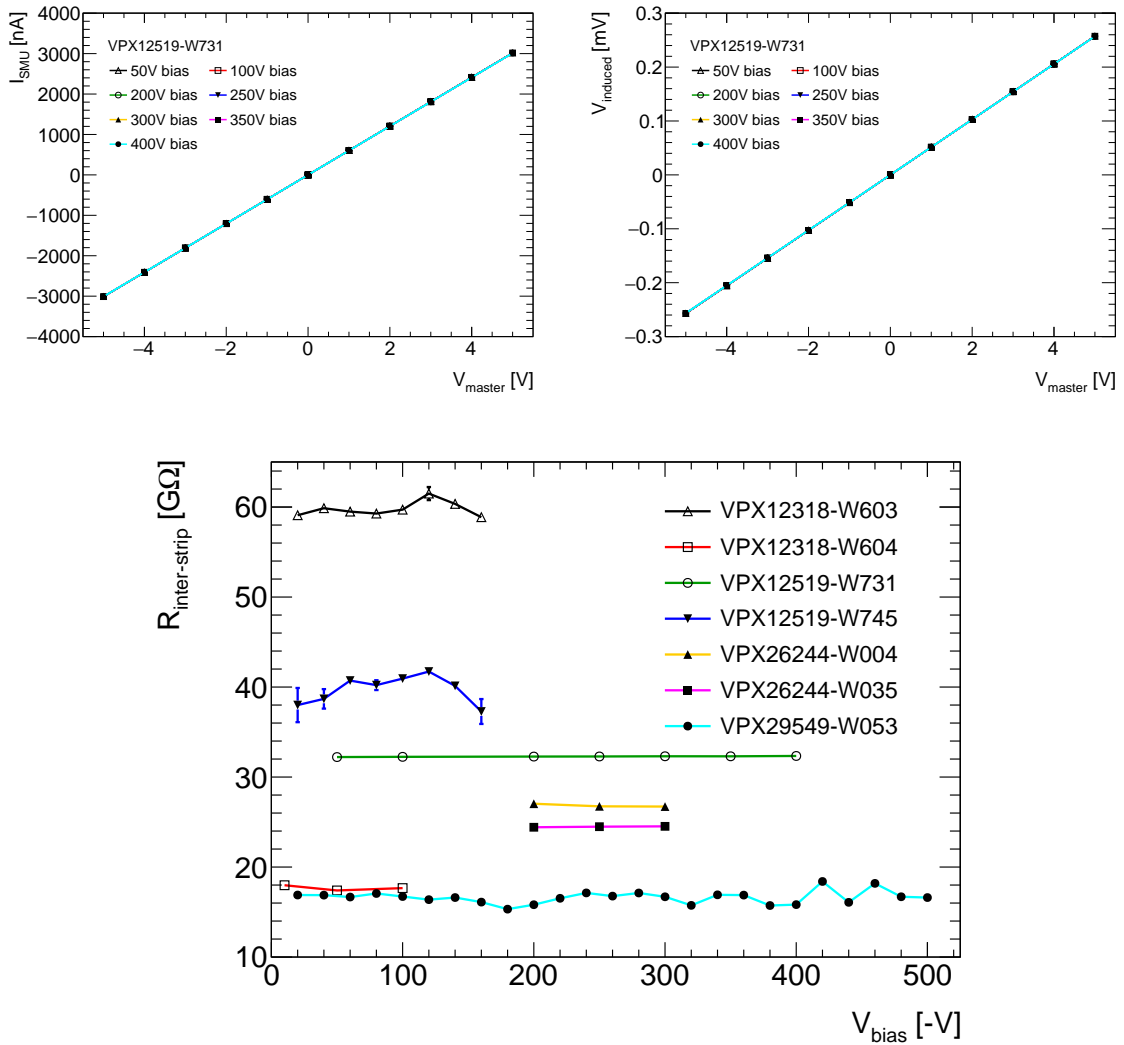 I_SMU [nA]
VPX12519-W731
50V bias 100V bias
200V bias 250V bias
300V bias 350V bias
400V bias
4000
3000
2000
1000
0
−1000
−2000
−3000
−4000
−4 −2 0 2 4
V_master [V]
V_induced [mV]
VPX12519-W731
50V bias 100V bias
200V bias 250V bias
300V bias 350V bias
400V bias
0.3
0.2
0.1
0
−0.1
−0.2
−0.3
−4 −2 0 2 4
V_master [V]
R_inter-strip [GΩ]
60
50
40
30
20
10
VPX12318-W603
VPX12318-W604
VPX12519-W731
VPX12519-W745
VPX26244-W004
VPX26244-W035
VPX29549-W053
0 100 200 300 400 500
V_bias [-V]